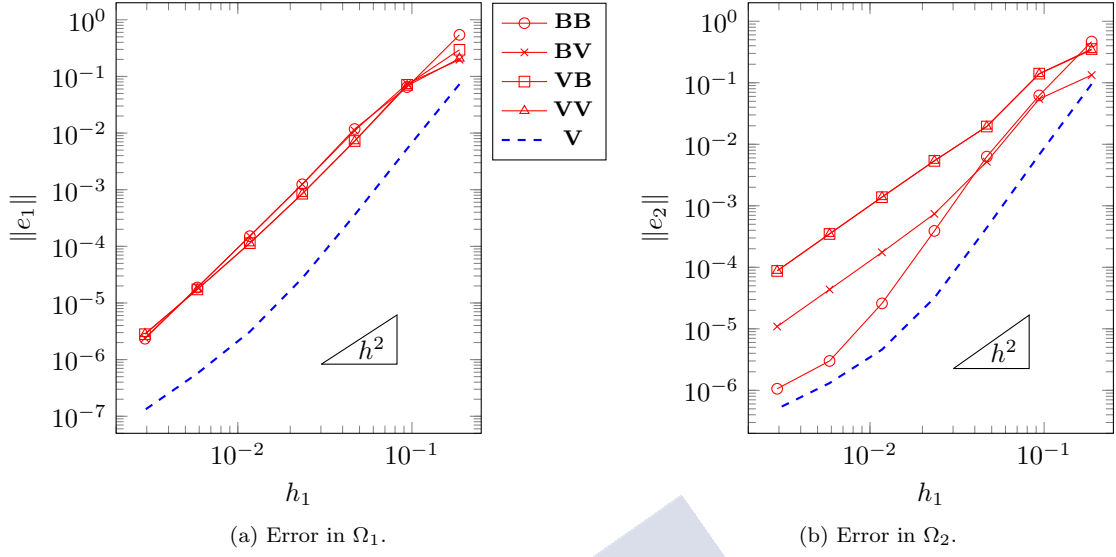 10^0
10^-1
10^-2
10^-3
10^-4
10^-5
10^-6
10^-7
||e_1||
h^2
10^-2
10^-1
h_1
(a) Error in Ω_1.
BB
BV
VB
VV
V
10^0
10^-1
10^-2
10^-3
10^-4
10^-5
10^-6
||e_2||
h^2
10^-2
10^-1
h_1
(b) Error in Ω_2.